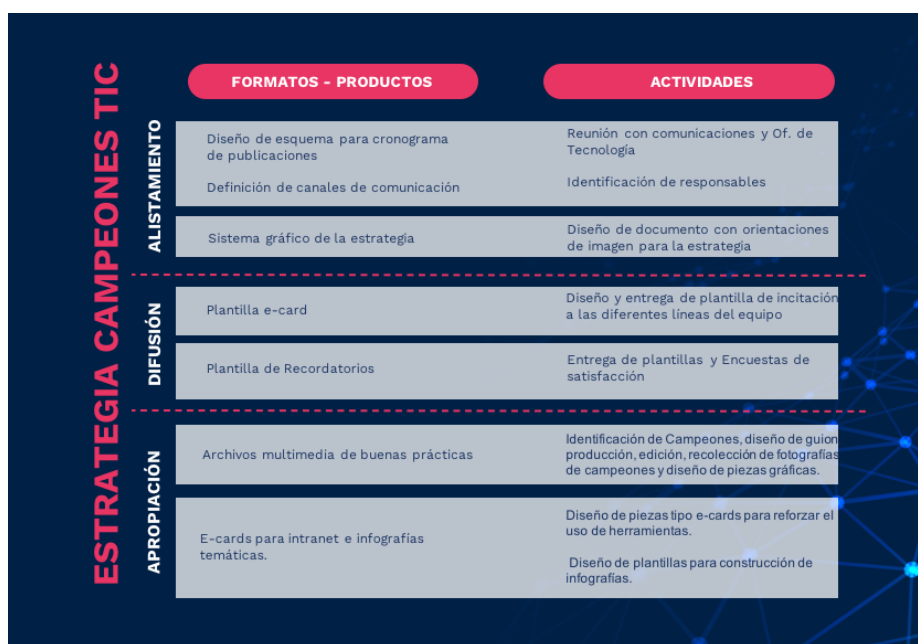 ESTRATEGIA CAMPEONES TIC
FORMATOS - PRODUCTOS
ACTIVIDADES
ALISTAMIENTO
Diseño de esquema para cronograma
de publicaciones
Definición de canales de comunicación
Reunión con comunicaciones y Of. de
Tecnología
Identificación de responsables
Sistema gráfico de la estrategia
Diseño de documento con orientaciones
de imagen para la estrategia
DIFUSIÓN
Plantilla e-card
Diseño y entrega de plantilla de incitación
a las diferentes líneas del equipo
Plantilla de Recordatorios
Entrega de plantillas y Encuestas de
satisfacción
APROPIACIÓN
Archivos multimedia de buenas prácticas
Identificación de Campeones, diseño de guion
producción, edición, recolección de fotografías
de campeones y diseño de piezas gráficas.
E-cards para intranet e infografías
temáticas.
Diseño de piezas tipo e-cards para reforzar el
uso de herramientas.
Diseño de plantillas para construcción de
infografías.